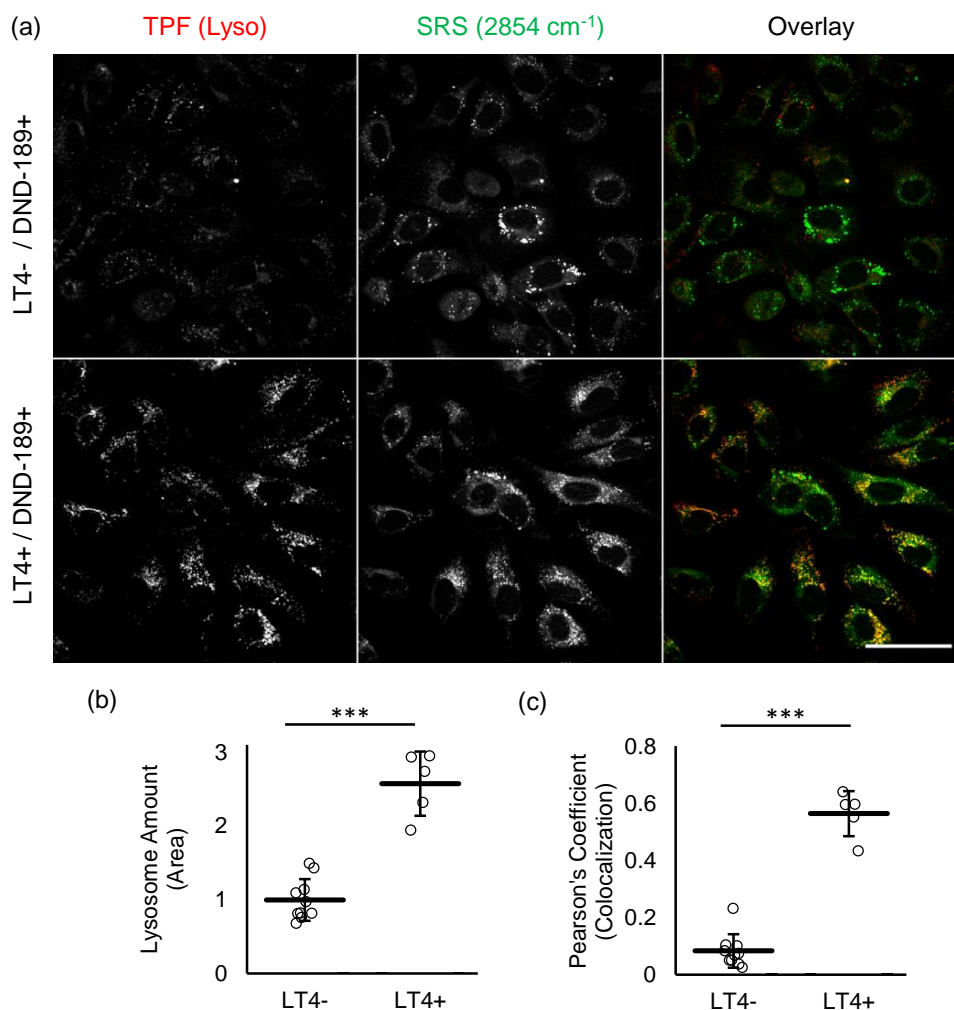 (a)
TPF (Lyso)
SRS (2854 cm⁻¹)
Overlay
LT4- / DND-189+
LT4+ / DND-189+
(b)
***
Lysosome Amount
(Area)
3
2
1
0
LT4-
LT4+
(c)
***
Pearson's Coefficient
(Colocalization)
0.8
0.6
0.4
0.2
0
LT4-
LT4+